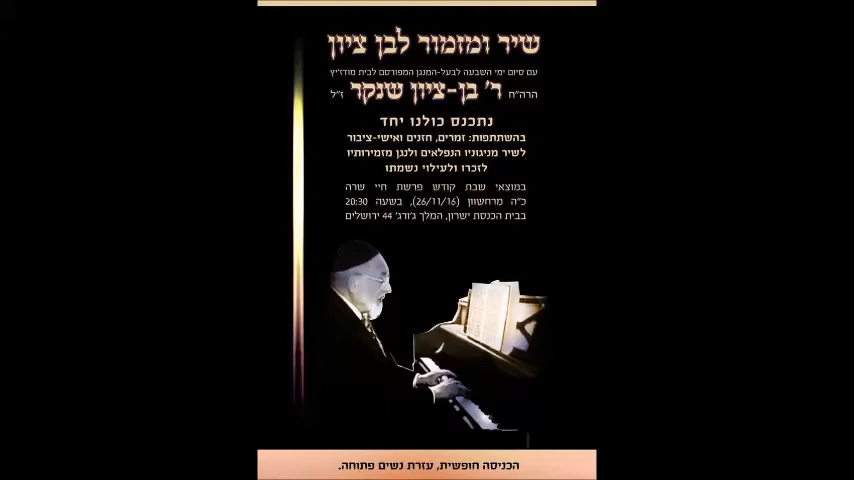 שיר ומזמור לבן ציון
עם סיום ימי השבעה לבעל-המנגן המפורסם לבית מודז'יץ
הרה"ח ר' בן-ציון שנקר ז"ל
נתכנס כולנו יחד
בהשתתפות: זמרים, חזנים ואישי-ציבור
לשיר מניגוניו הנפלאים ולנגן מזמירותיו
לזכרו ולעילוי נשמתו
במוצאי שבת קודש פרשת חיי שרה
כ"ה מרחשוון (26/11/16), בשעה 20:30
בבית הכנסת ישרון, המלך ג'ורג' 44 ירושלים
הכניסה חופשית, עזרת נשים פתוחה.